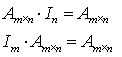 A_{m×n} · I_n = A_{m×n}
I_m · A_{m×n} = A_{m×n}